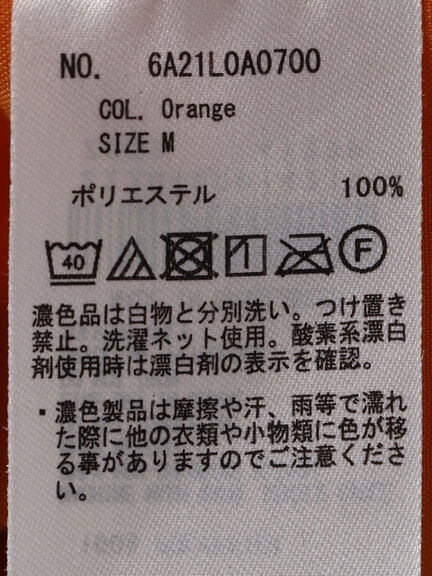 NO. 6A21L0A0700
COL. Orange
SIZE M
ポリエステル 100%
40 F
濃色品は白物と分別洗い。つけ置き
禁止。洗濯ネット使用。酸素系漂白
剤使用時は漂白剤の表示を確認。
・濃色製品は摩擦や汗、雨等で濡れ
た際に他の衣類や小物類に色が移
る事がありますのでご注意くださ
い。